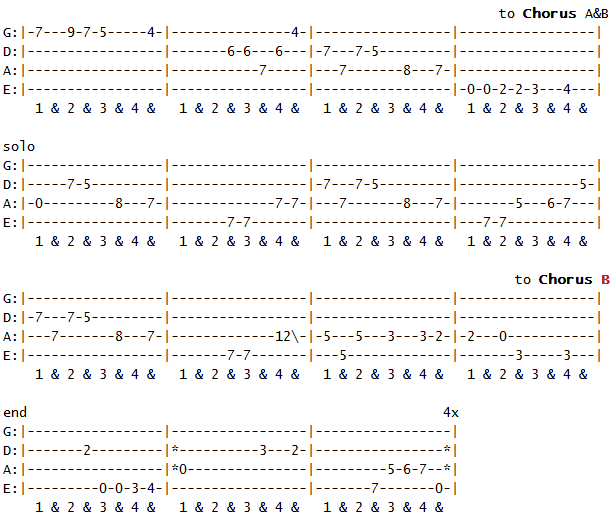 to Chorus A&B
G:|-7---9-7-5-----4-|---------------4-|-----------------|-----------------|
D:|-----------------|-------6-6---6---|-7---7-5---------|-----------------|
A:|-----------------|-----------7-----|---7-------8---7-|-----------------|
E:|-----------------|-----------------|-----------------|-0-0-2-2-3---4---|
1 & 2 & 3 & 4 & 1 & 2 & 3 & 4 & 1 & 2 & 3 & 4 & 1 & 2 & 3 & 4 &
solo
G:|-----------------|-----------------|-----------------|-----------------|
D:|-----7-5---------|-----------------|-7---7-5---------|---------------5-|
A:|-0---------8---7-|-------------7-7-|---7-------8---7-|-------5---6-7---|
E:|-----------------|-------7-7-------|-----------------|---7-7-----------|
1 & 2 & 3 & 4 & 1 & 2 & 3 & 4 & 1 & 2 & 3 & 4 & 1 & 2 & 3 & 4 &
to Chorus B
G:|-----------------|-----------------|-----------------|-----------------|
D:|-7---7-5---------|-----------------|-----------------|-----------------|
A:|---7-------8---7-|-------------12\-|-5---5---3---3-2-|-2---0-----------|
E:|-----------------|-------7-7-------|---5-------------|-------3-----3---|
1 & 2 & 3 & 4 & 1 & 2 & 3 & 4 & 1 & 2 & 3 & 4 & 1 & 2 & 3 & 4 &
end 4x
G:|-----------------|-----------------|-----------------|
D:|-------2---------|*----------3---2-|----------------*|
A:|-----------------|*0---------------|---------5-6-7--*|
E:|---------0-0-3-4-|-----------------|-------7-------0-|
1 & 2 & 3 & 4 & 1 & 2 & 3 & 4 & 1 & 2 & 3 & 4 &